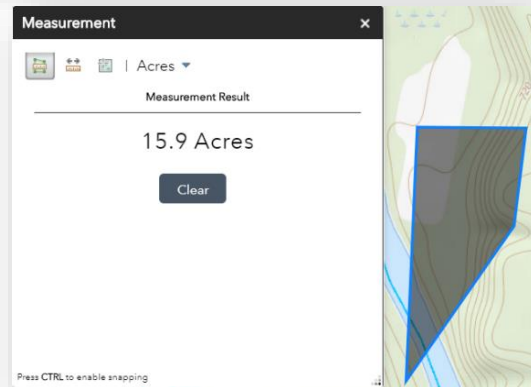 Measurement
Acres
Measurement Result
15.9 Acres
Clear
Press CTRL to enable snapping